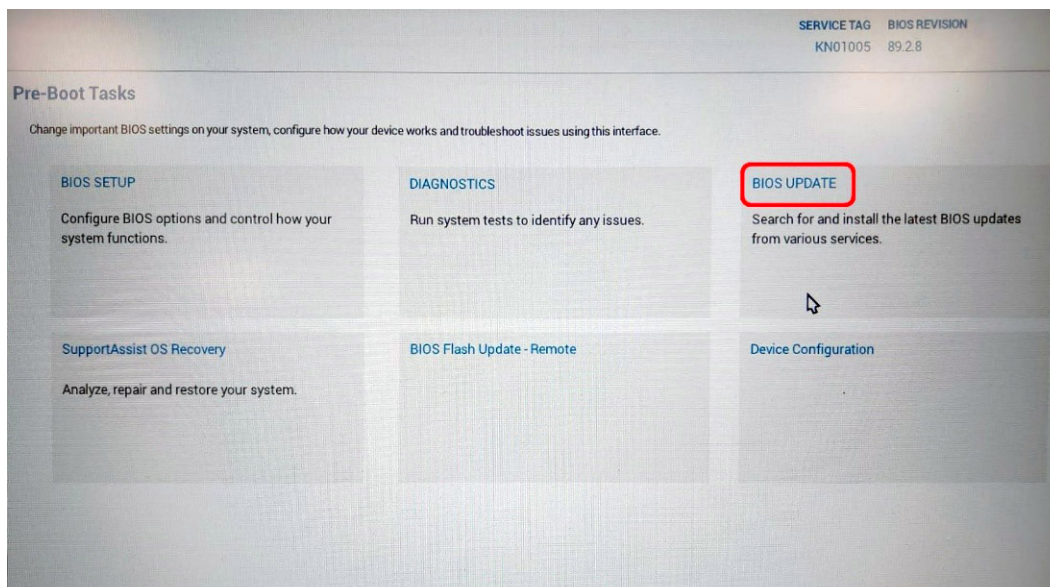 SERVICE TAG BIOS REVISION
KN01005 89.2.8
Pre-Boot Tasks
Change important BIOS settings on your system, configure how your device works and troubleshoot issues using this interface.
BIOS SETUP
Configure BIOS options and control how your
system functions.
DIAGNOSTICS
Run system tests to identify any issues.
BIOS UPDATE
Search for and install the latest BIOS updates
from various services.
SupportAssist OS Recovery
Analyze, repair and restore your system.
BIOS Flash Update - Remote
Device Configuration